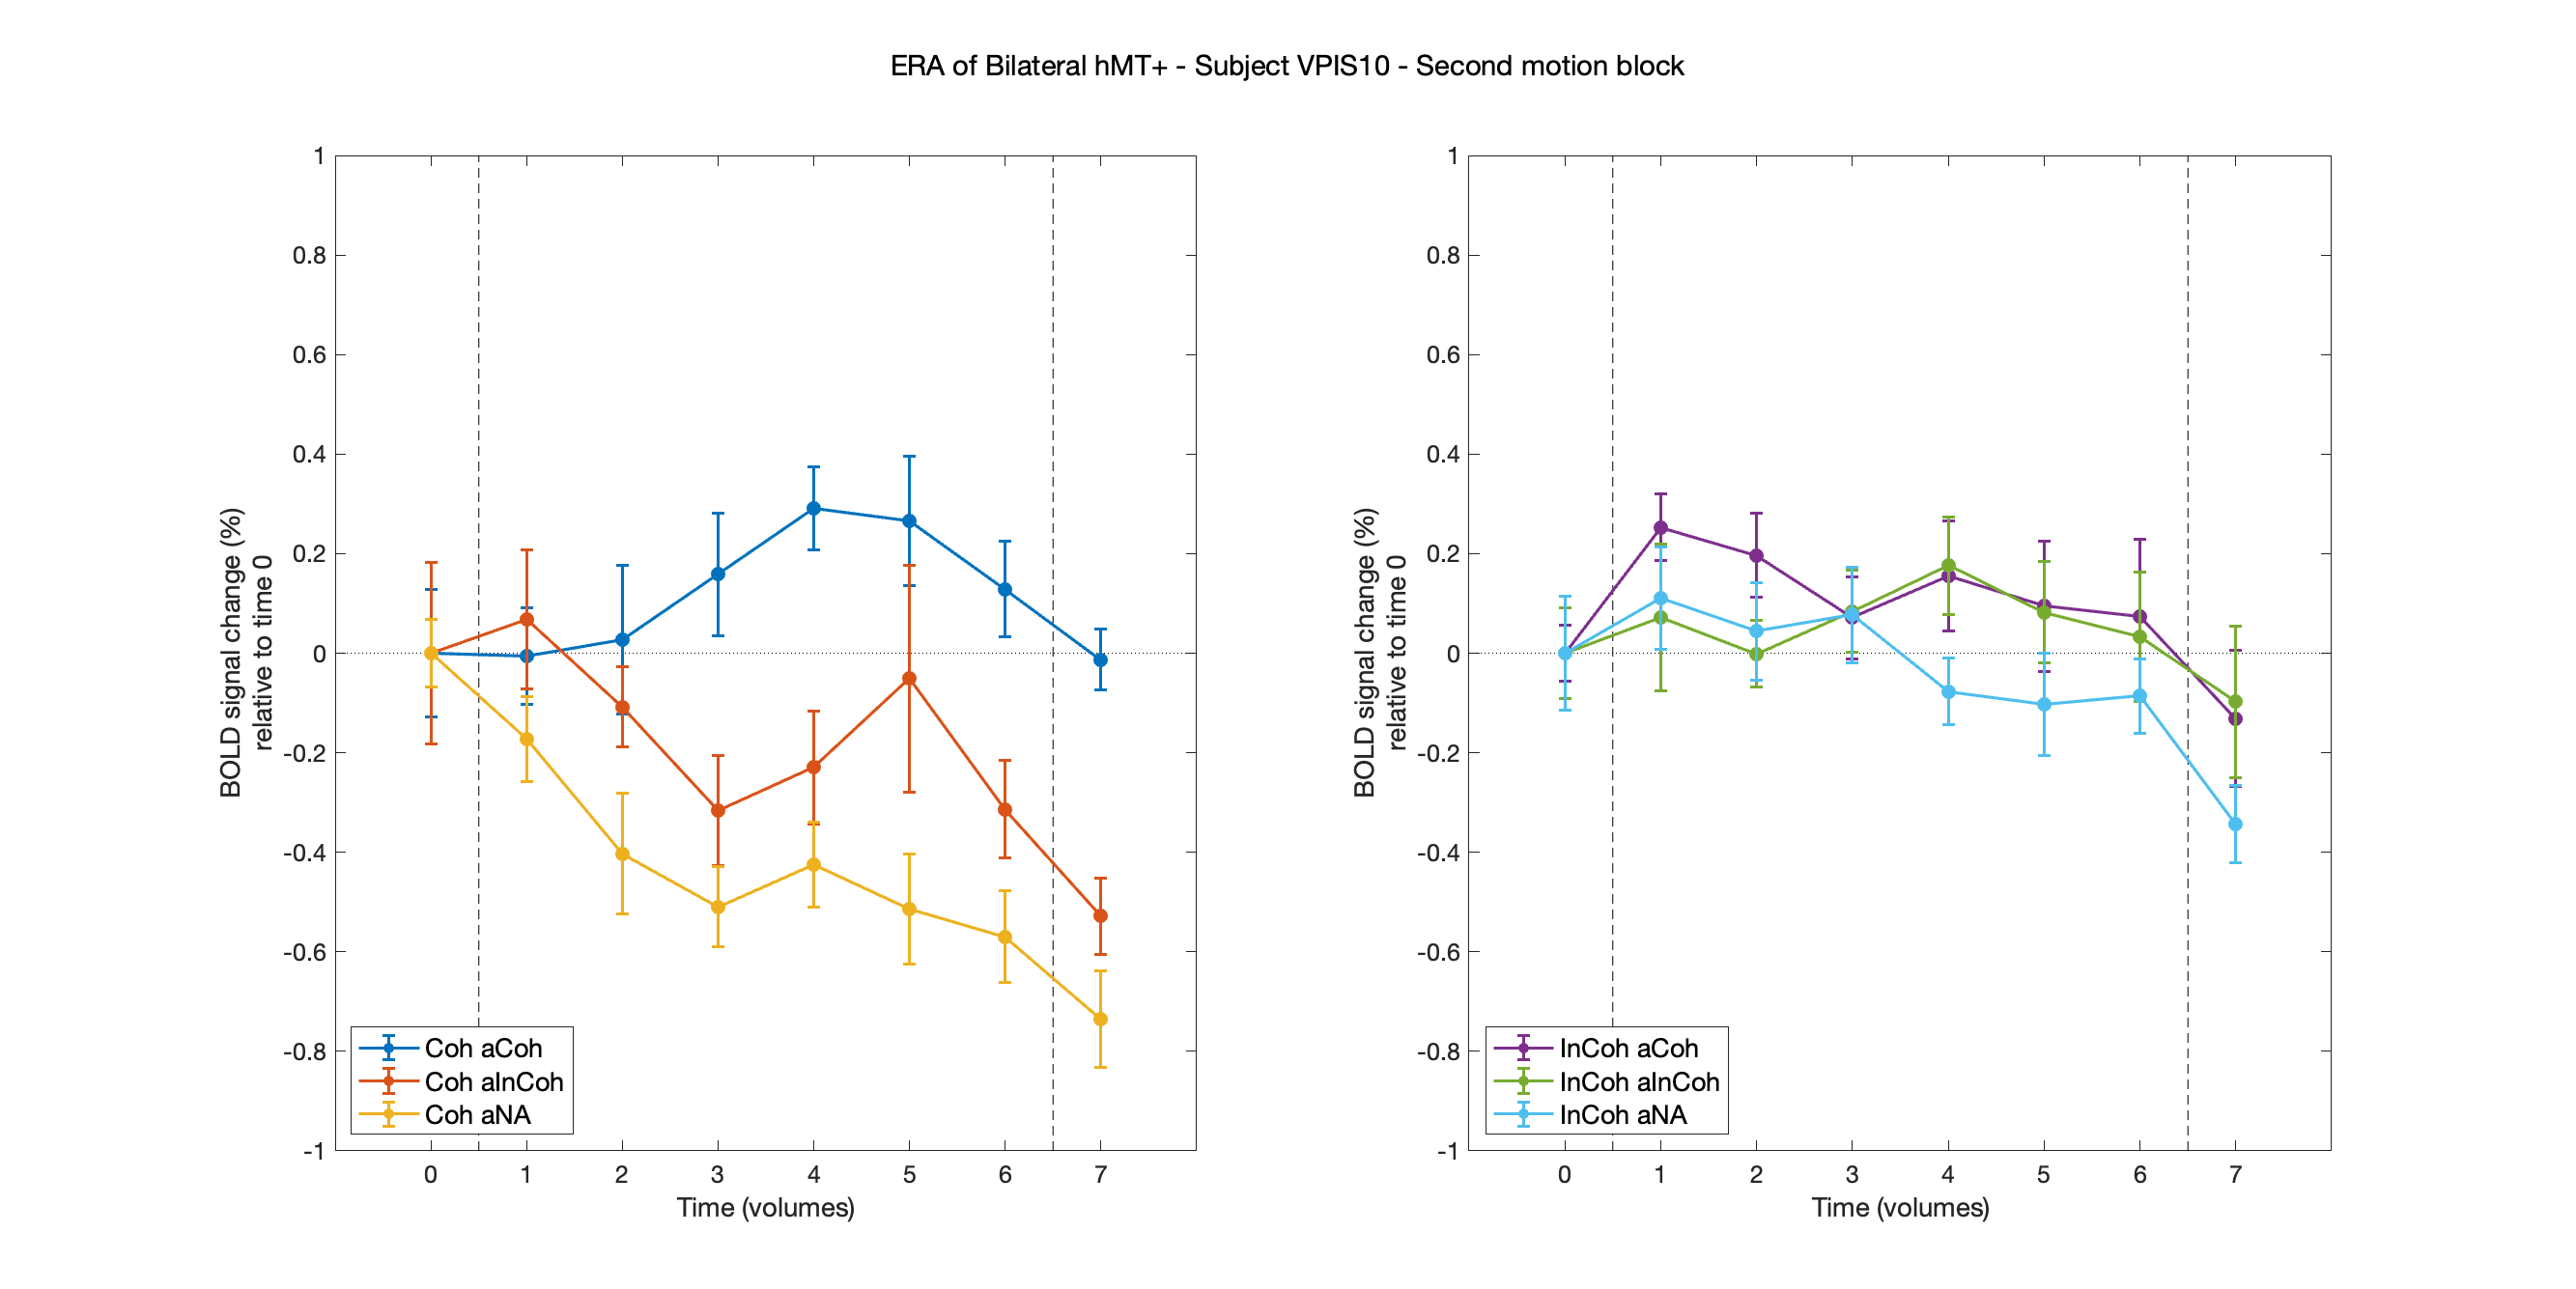 ERA of Bilateral hMT+ - Subject VPIS10 - Second motion block
BOLD signal change (%)
relative to time 0
1
0.8
0.6
0.4
0.2
0
-0.2
-0.4
-0.6
-0.8
-1
Coh aCoh
Coh aInCoh
Coh aNA
0 1 2 3 4 5 6 7
Time (volumes)
BOLD signal change (%)
relative to time 0
1
0.8
0.6
0.4
0.2
0
-0.2
-0.4
-0.6
-0.8
-1
InCoh aCoh
InCoh aInCoh
InCoh aNA
0 1 2 3 4 5 6 7
Time (volumes)